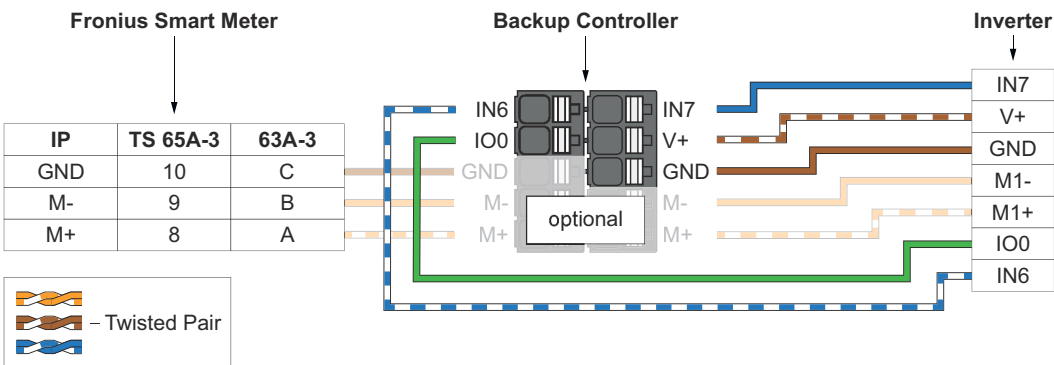 Fronius Smart Meter Backup Controller Inverter
IN7
IN6 IN7
V+
IP TS 65A-3 63A-3 IO0 V+
GND
GND 10 C GND GND
M1-
M- 9 B M- optional M-
M1+
M+ 8 A M+ M+
IO0
IN6
– Twisted Pair